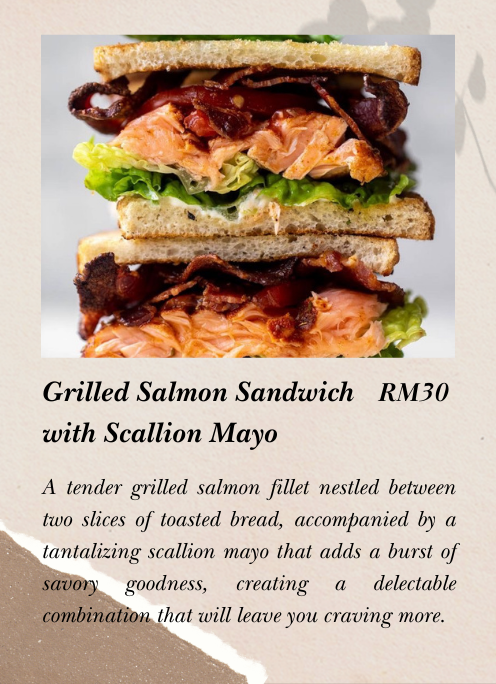 Grilled Salmon Sandwich RM30
with Scallion Mayo
A tender grilled salmon fillet nestled between
two slices of toasted bread, accompanied by a
tantalizing scallion mayo that adds a burst of
savory goodness, creating a delectable
combination that will leave you craving more.